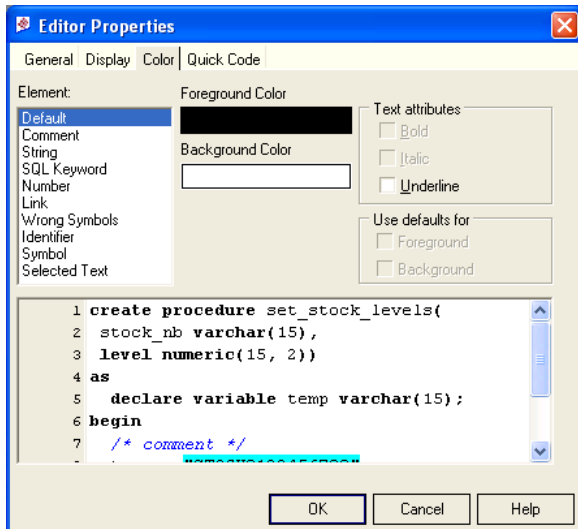 Editor Properties
General Display Color Quick Code
Element:
Default
Comment
String
SQL Keyword
Number
Link
Wrong Symbols
Identifier
Symbol
Selected Text
Foreground Color
Background Color
Text attributes
Bold
Italic
Underline
Use defaults for
Foreground
Background
1 create procedure set_stock_levels(
2 stock_nb varchar(15),
3 level numeric(15, 2))
4 as
5 declare variable temp varchar(15);
6 begin
7 /* comment */
OK Cancel Help